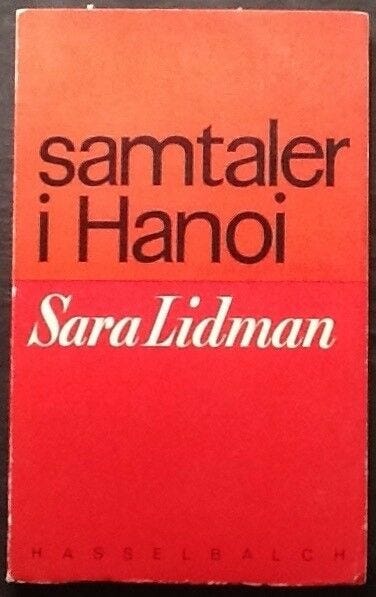 samtaler
i Hanoi
Sara Lidman
HASSELBALCH